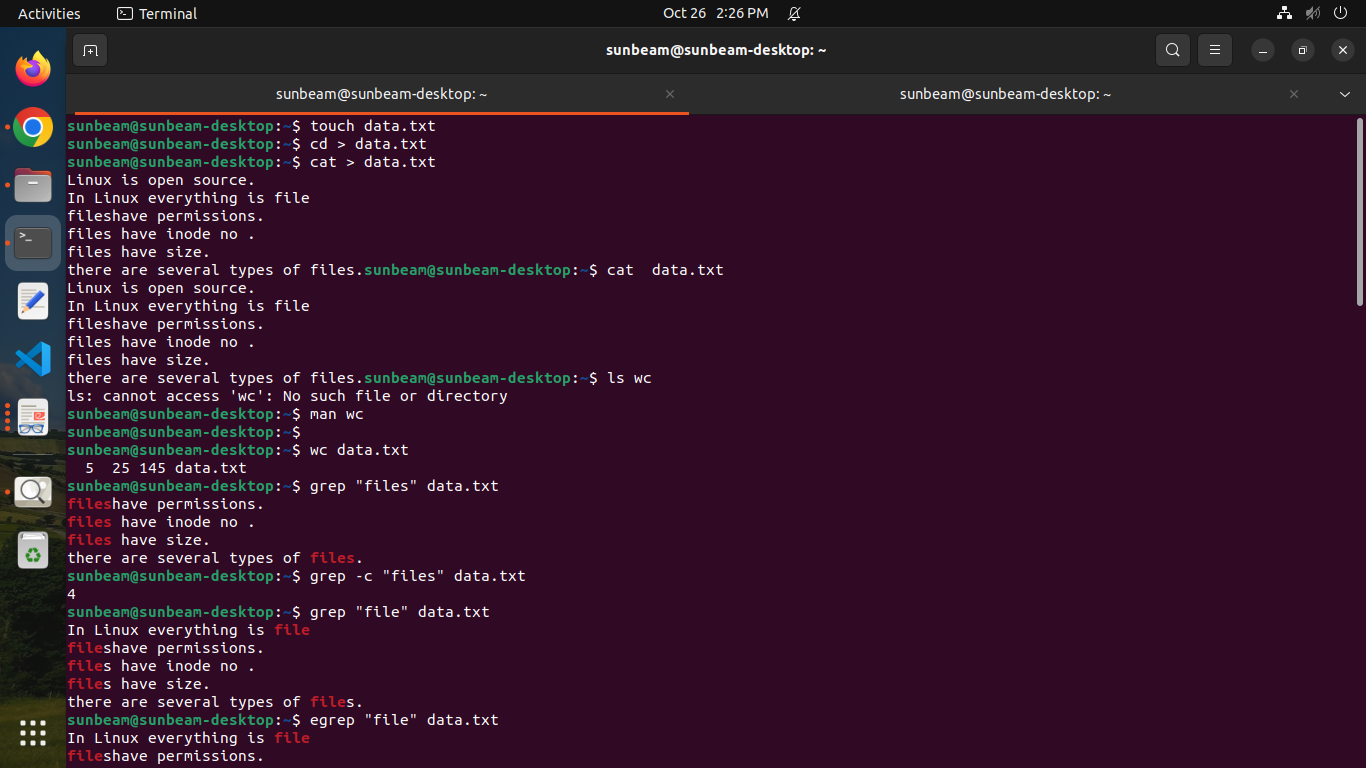 Activities Terminal Oct 26 2:26 PM
sunbeam@sunbeam-desktop: ~
sunbeam@sunbeam-desktop: ~ sunbeam@sunbeam-desktop: ~
sunbeam@sunbeam-desktop:~$ touch data.txt
sunbeam@sunbeam-desktop:~$ cd > data.txt
sunbeam@sunbeam-desktop:~$ cat > data.txt
Linux is open source.
In Linux everything is file
fileshave permissions.
files have inode no .
files have size.
there are several types of files.sunbeam@sunbeam-desktop:~$ cat  data.txt
Linux is open source.
In Linux everything is file
fileshave permissions.
files have inode no .
files have size.
there are several types of files.sunbeam@sunbeam-desktop:~$ ls wc
ls: cannot access 'wc': No such file or directory
sunbeam@sunbeam-desktop:~$ man wc
sunbeam@sunbeam-desktop:~$
sunbeam@sunbeam-desktop:~$ wc data.txt
  5  25 145 data.txt
sunbeam@sunbeam-desktop:~$ grep "files" data.txt
fileshave permissions.
files have inode no .
files have size.
there are several types of files.
sunbeam@sunbeam-desktop:~$ grep -c "files" data.txt
4
sunbeam@sunbeam-desktop:~$ grep "file" data.txt
In Linux everything is file
fileshave permissions.
files have inode no .
files have size.
there are several types of files.
sunbeam@sunbeam-desktop:~$ egrep "file" data.txt
In Linux everything is file
fileshave permissions.